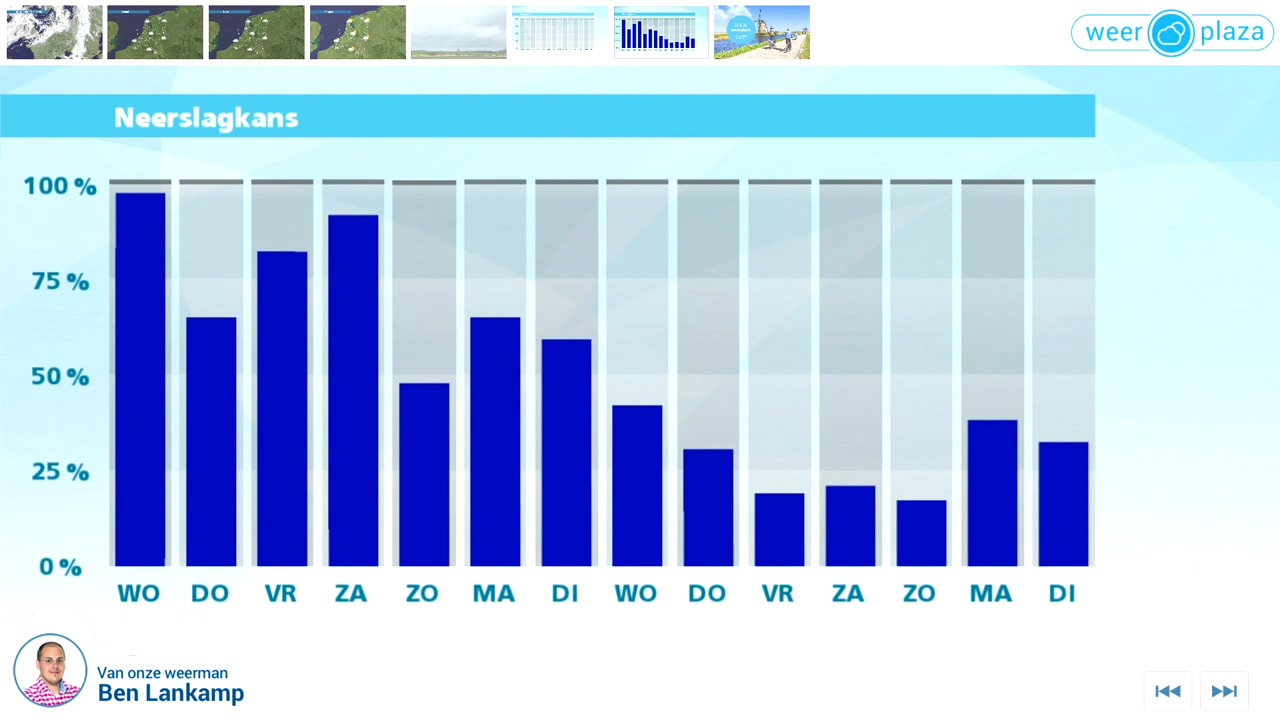 weer plaza
Neerslagkans
100 %
75 %
50 %
25 %
0 %
WO DO VR ZA ZO MA DI WO DO VR ZA ZO MA DI
Van onze weerman
Ben Lankamp